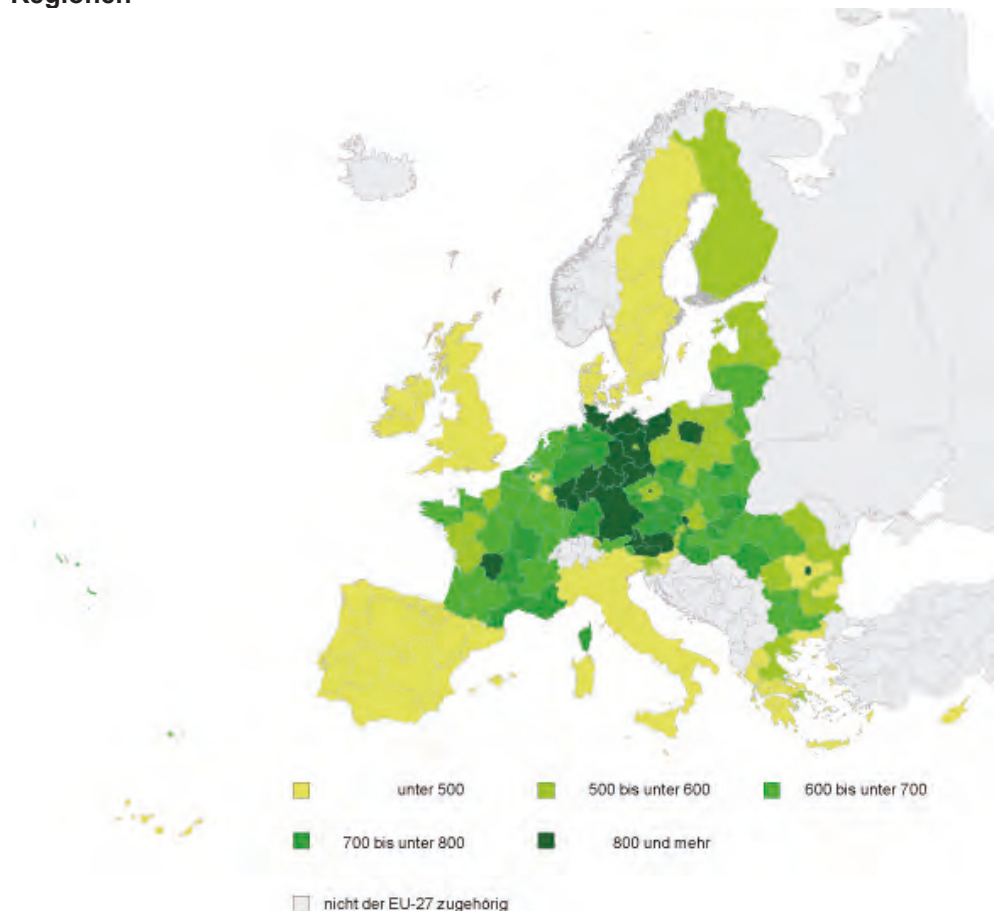 Regionen
unter 500
500 bis unter 600
600 bis unter 700
700 bis unter 800
800 und mehr
nicht der EU-27 zugehörig